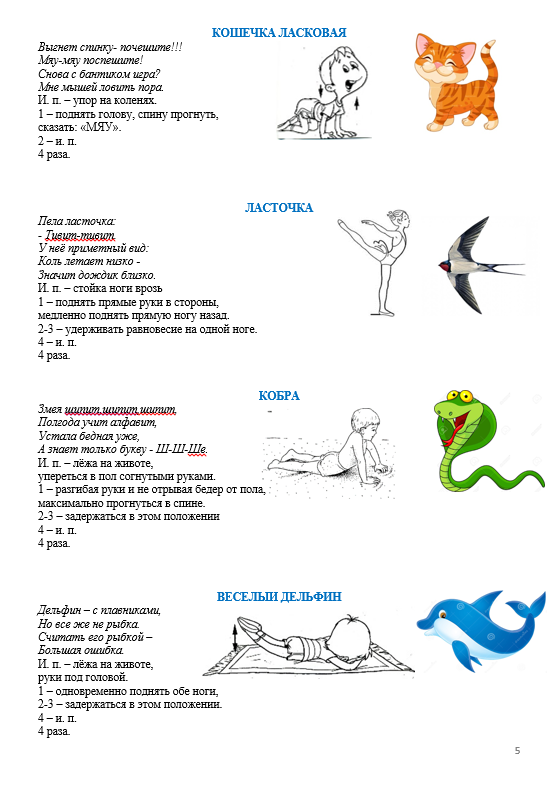 КОШЕЧКА ЛАСКОВАЯ
Выгнет спинку- почешите!!!
Мяу-мяу поспешите!
Снова с бантиком игра?
Мне мышей ловить пора.
И. п. – упор на коленях.
1 – поднять голову, спину прогнуть,
сказать: «МЯУ».
2 – и. п.
4 раза.
ЛАСТОЧКА
Пела ласточка:
- Тивит-тивит.
У неё приметный вид:
Коль летает низко -
Значит дождик близко.
И. п. – стойка ноги врозь
1 – поднять прямые руки в стороны,
медленно поднять прямую ногу назад.
2-3 – удерживать равновесие на одной ноге.
4 – и. п.
4 раза.
КОБРА
Змея шипит,шипит,шипит,
Полгода учит алфавит,
Устала бедная уже,
А знает только букву - Ш-Ш-Ше.
И. п. – лёжа на животе,
упереться в пол согнутыми руками.
1 – разгибая руки и не отрывая бедер от пола,
максимально прогнуться в спине.
2-3 – задержаться в этом положении
4 – и. п.
4 раза.
ВЕСЕЛЫЙ ДЕЛЬФИН
Дельфин – с плавниками,
Но все же не рыбка.
Считать его рыбкой –
Большая ошибка.
И. п. – лёжа на животе,
руки под головой.
1 – одновременно поднять обе ноги,
2-3 – задержаться в этом положении.
4 – и. п.
4 раза.
5